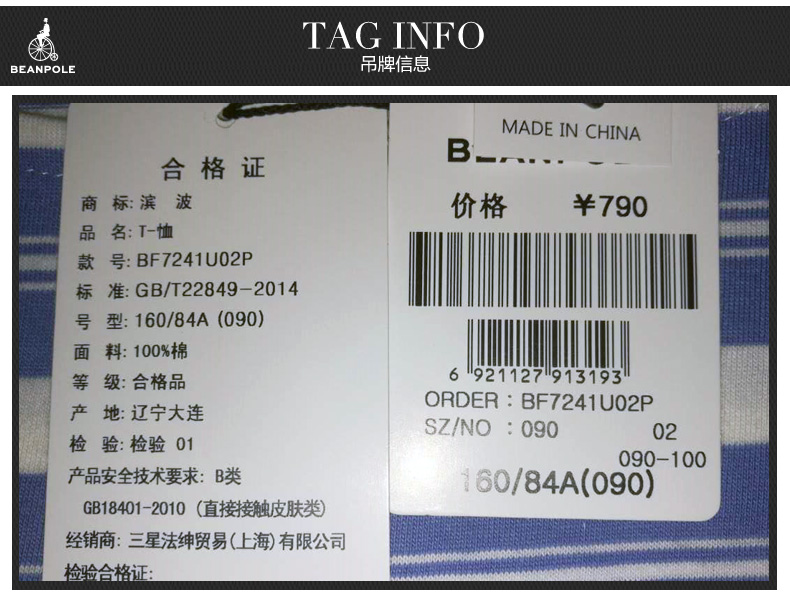 BEANPOLE
TAG INFO
吊牌信息
合格证
商 标: 滨 波
品 名: T-恤
款 号: BF7241U02P
标 准: GB/T22849-2014
号 型: 160/84A (090)
面 料: 100%棉
等 级: 合格品
产 地: 辽宁大连
检 验: 检验 01
产品安全技术要求: B类
GB18401-2010 (直接接触皮肤类)
经销商: 三星法绅贸易(上海)有限公司
检验合格证:
MADE IN CHINA
BEANPOLE
价格 ¥790
6 921127 913193
ORDER : BF7241U02P
SZ/NO : 090 02
090-100
160/84A(090)